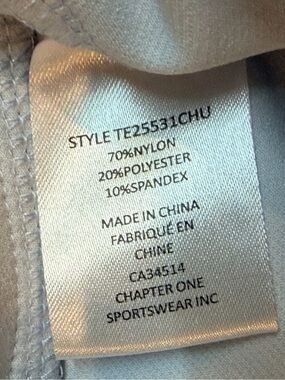 STYLE TE25531CHU
70%NYLON
20%POLYESTER
10%SPANDEX
MADE IN CHINA
FABRIQUÉ EN
CHINE
CA34514
CHAPTER ONE
SPORTSWEAR INC